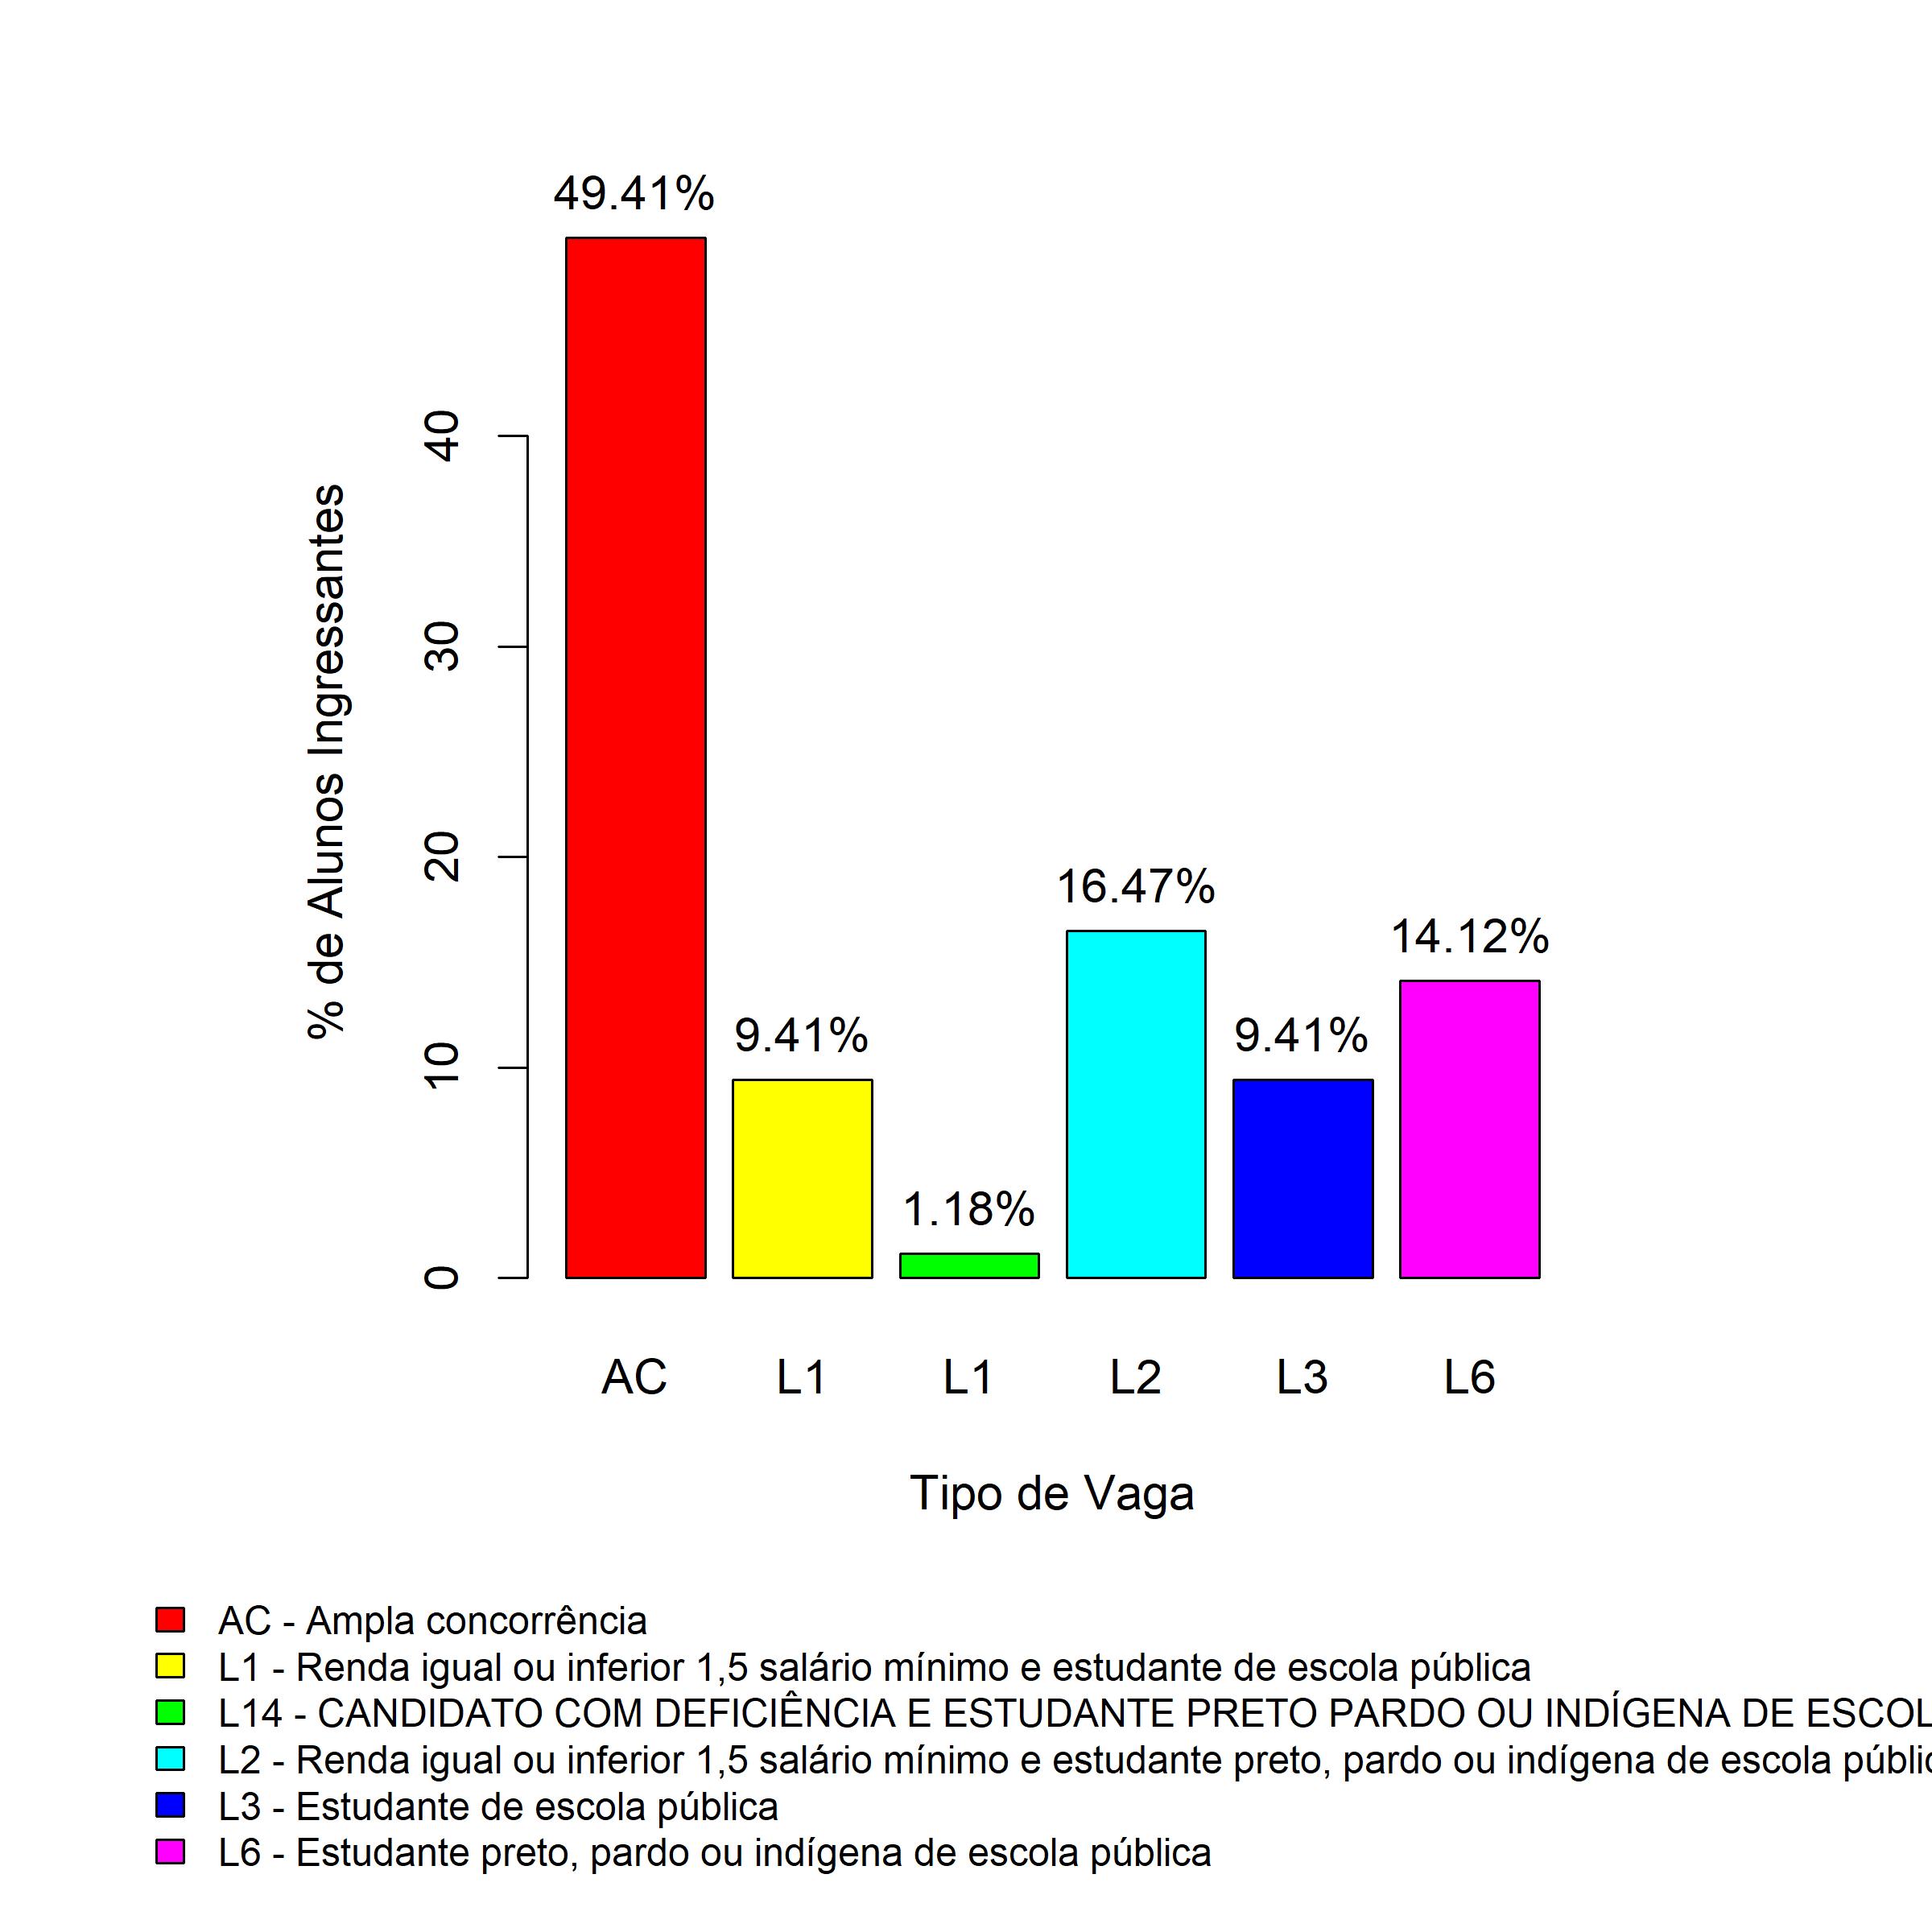 49.41%
40
30
20
10
0
% de Alunos Ingressantes
9.41%
1.18%
16.47%
9.41%
14.12%
AC L1 L1 L2 L3 L6
Tipo de Vaga
AC - Ampla concorrência
L1 - Renda igual ou inferior 1,5 salário mínimo e estudante de escola pública
L14 - CANDIDATO COM DEFICIÊNCIA E ESTUDANTE PRETO PARDO OU INDÍGENA DE ESCOL
L2 - Renda igual ou inferior 1,5 salário mínimo e estudante preto, pardo ou indígena de escola públic
L3 - Estudante de escola pública
L6 - Estudante preto, pardo ou indígena de escola pública